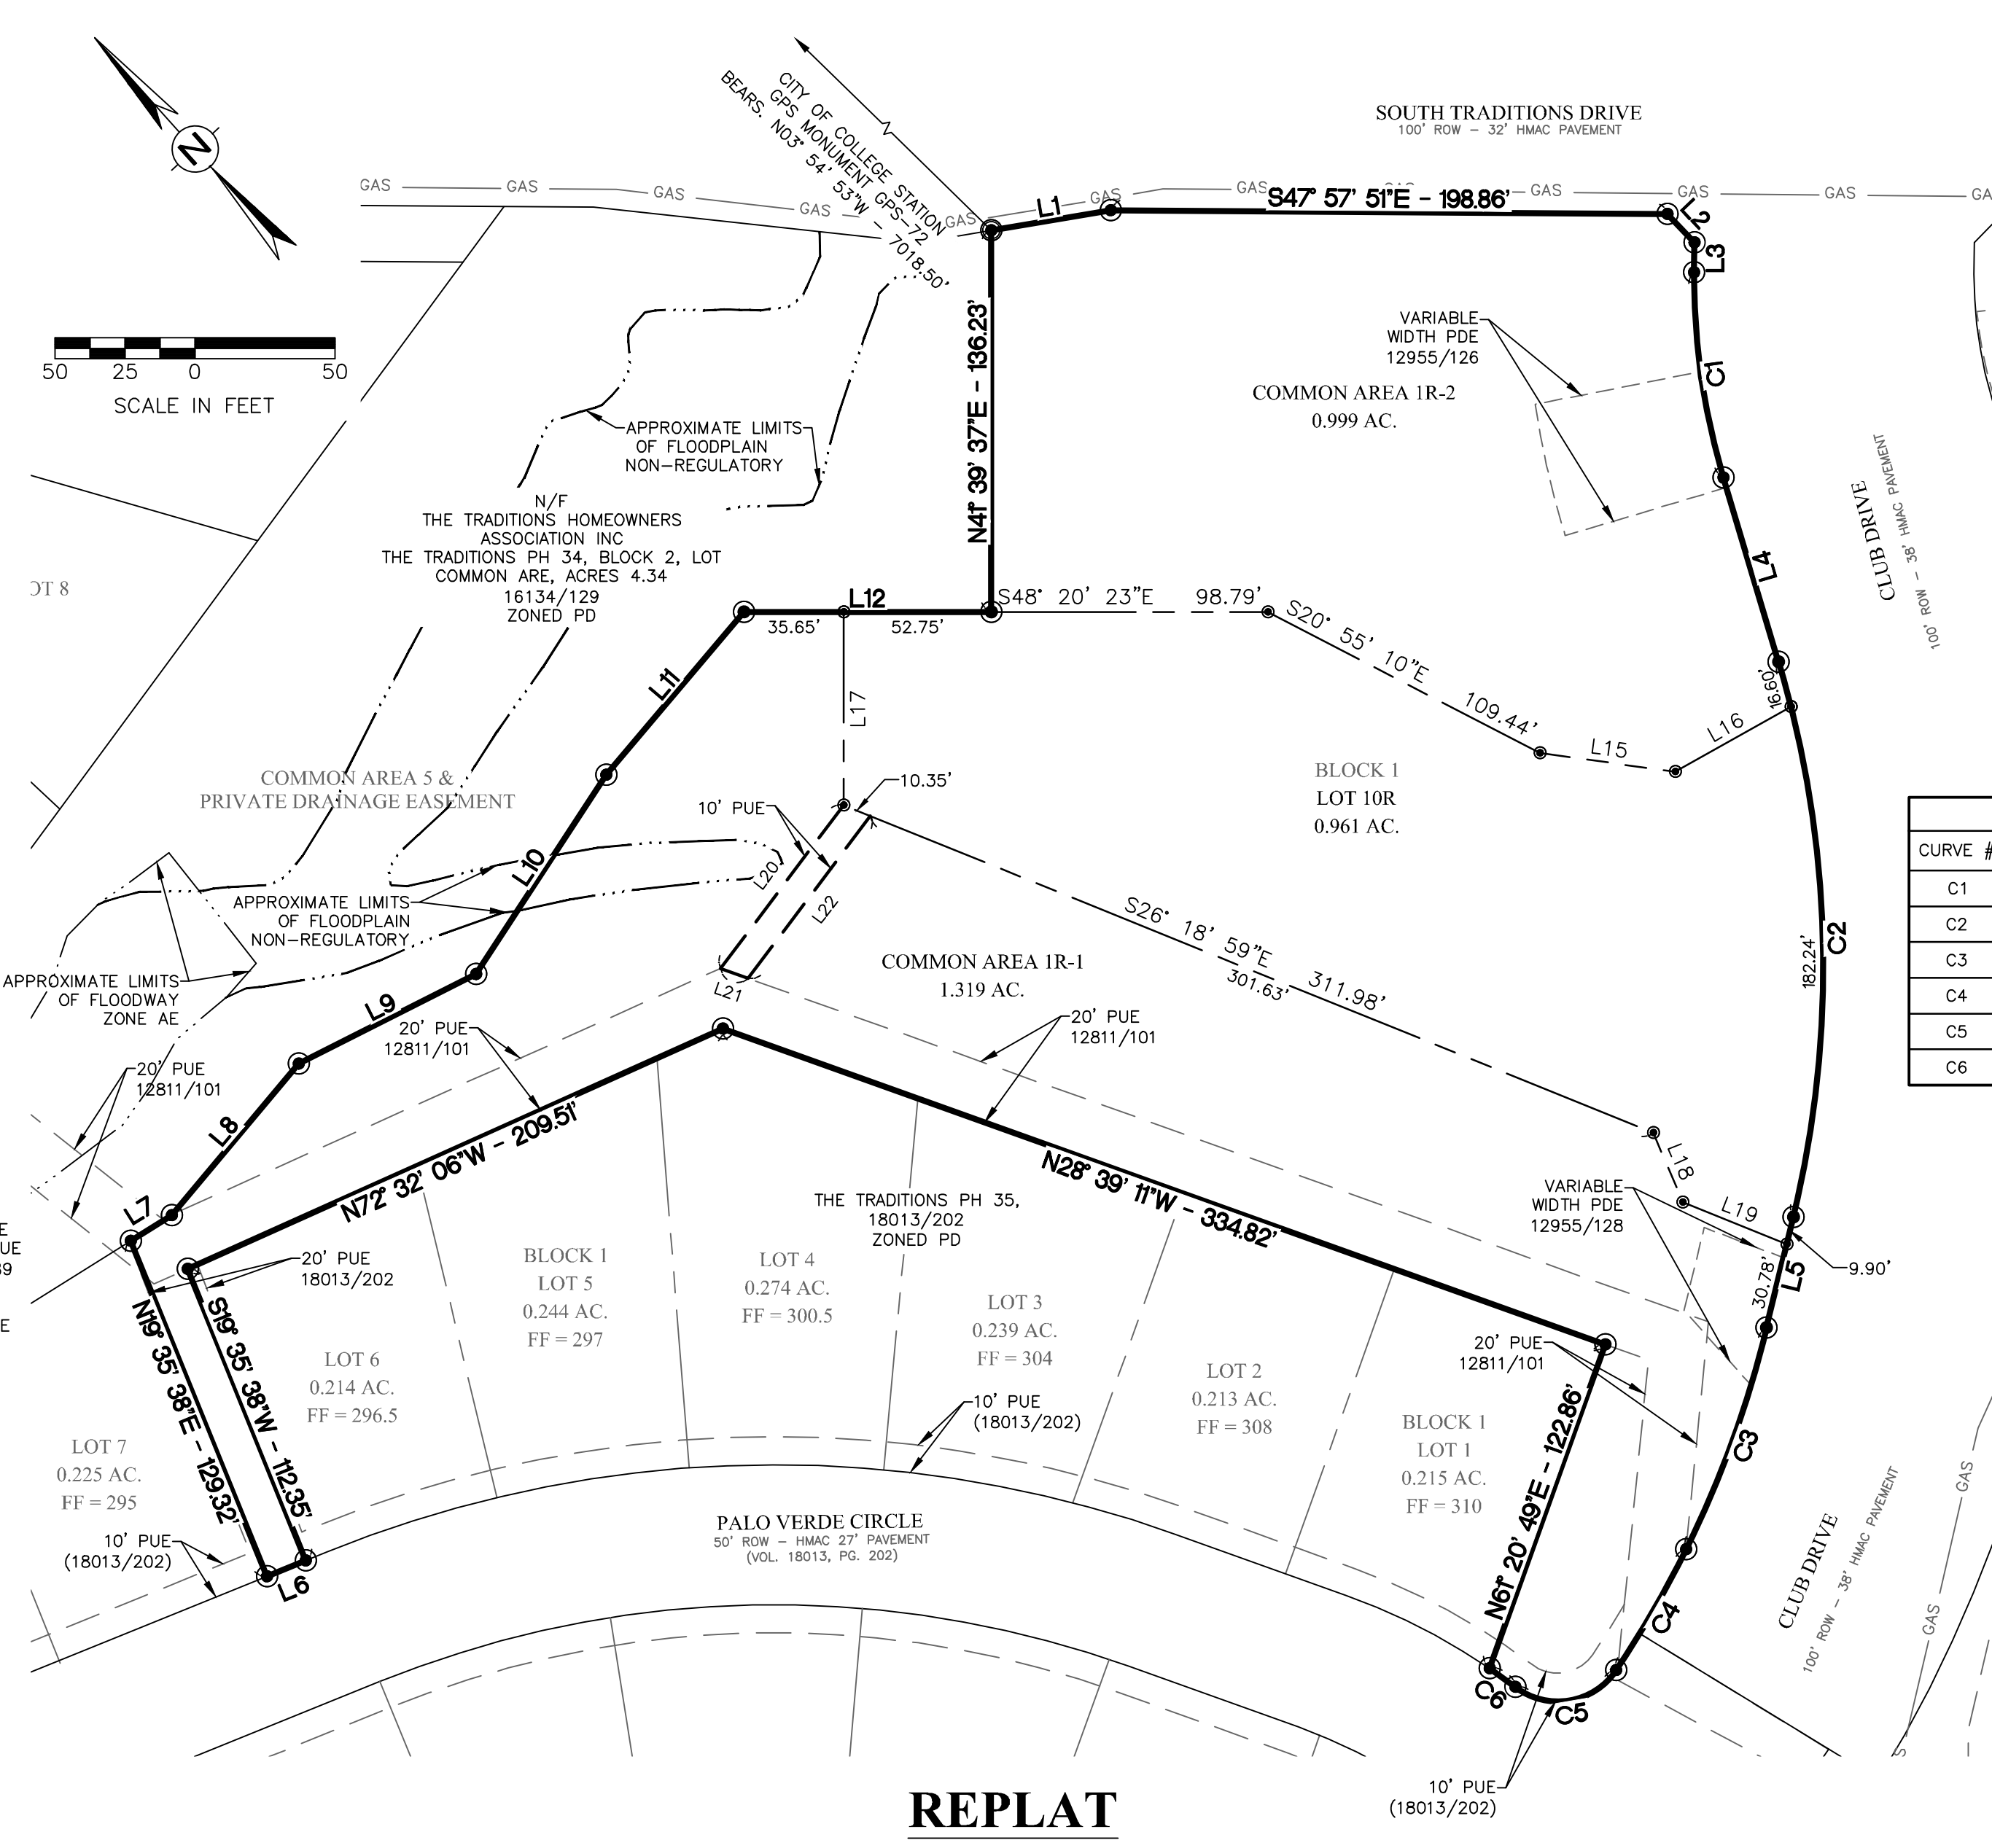 SOUTH TRADITIONS DRIVE
100' ROW – 32' HMAC PAVEMENT
CITY OF COLLEGE STATION
GPS MONUMENT GPS–72
BEARS. N03° 54' 53"W – 7018.50'
N
50 25 0 50
SCALE IN FEET
GAS
GAS
GAS
GAS
GAS
GAS
GAS
GAS
GAS
GAS
L1
S47° 57' 51"E - 198.86'
L2
L3
N41° 39' 37"E - 136.23'
VARIABLE
WIDTH PDE
12955/126
C1
COMMON AREA 1R-2
0.999 AC.
APPROXIMATE LIMITS
OF FLOODPLAIN
NON–REGULATORY
N/F
THE TRADITIONS HOMEOWNERS
ASSOCIATION INC
THE TRADITIONS PH 34, BLOCK 2, LOT
COMMON ARE, ACRES 4.34
16134/129
ZONED PD
OT 8
CLUB DRIVE
100' ROW – 38' HMAC PAVEMENT
L4
L12
35.65'
52.75'
S48° 20' 23"E 98.79'
S20° 55' 10"E 109.44'
16.60'
L11
L17
L15
L16
COMMON AREA 5 &
PRIVATE DRAINAGE EASEMENT
10.35'
10' PUE
BLOCK 1
LOT 10R
0.961 AC.
CURVE #
C1
C2
C3
C4
C5
C6
L10
L20
L22
APPROXIMATE LIMITS
OF FLOODPLAIN
NON–REGULATORY
S26° 18' 59"E 311.98'
301.63'
C2
182.24'
COMMON AREA 1R-1
1.319 AC.
APPROXIMATE LIMITS
OF FLOODWAY
ZONE AE
L9
L21
20' PUE
12811/101
20' PUE
12811/101
20' PUE
12811/101
L8
N72° 32' 06"W - 209.51'
N28° 39' 11"W - 334.82'
L18
L19
VARIABLE
WIDTH PDE
12955/128
L7
THE TRADITIONS PH 35,
18013/202
ZONED PD
E
UE
E
20' PUE
18013/202
9.90'
30.78'
L5
BLOCK 1
LOT 5
0.244 AC.
FF = 297
LOT 4
0.274 AC.
FF = 300.5
LOT 3
0.239 AC.
FF = 304
20' PUE
12811/101
N19° 35' 38"E - 129.32'
S19° 35' 38"W - 112.35'
LOT 6
0.214 AC.
FF = 296.5
LOT 2
0.213 AC.
FF = 308
10' PUE
(18013/202)
BLOCK 1
LOT 1
0.215 AC.
FF = 310
LOT 7
0.225 AC.
FF = 295
C3
N61° 20' 49"E - 122.86'
10' PUE
(18013/202)
PALO VERDE CIRCLE
50' ROW – HMAC 27' PAVEMENT
(VOL. 18013, PG. 202)
L6
CLUB DRIVE
100' ROW – 38' HMAC PAVEMENT
GAS
GAS
C4
C6
C5
10' PUE
(18013/202)
REPLAT